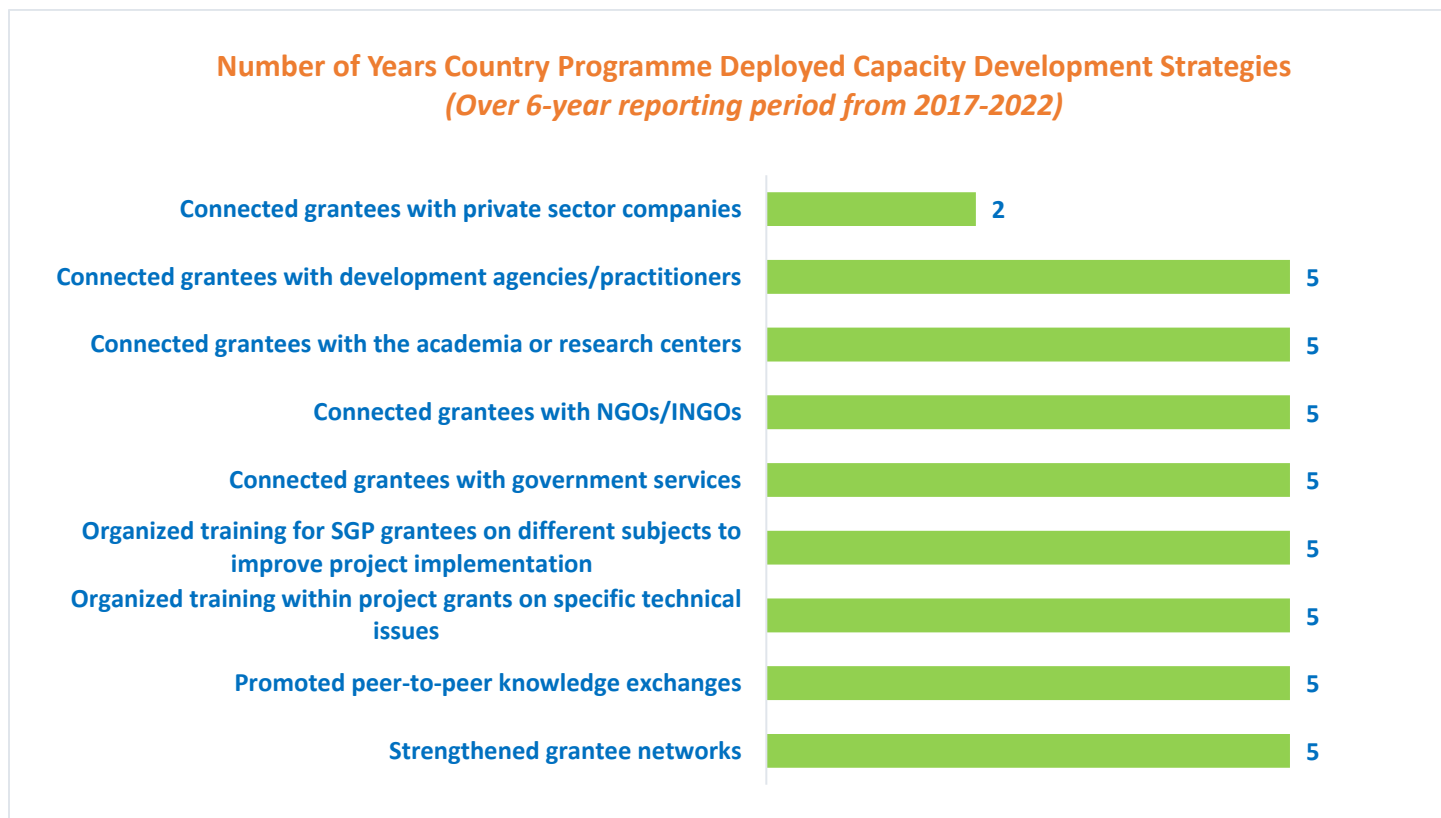 Number of Years Country Programme Deployed Capacity Development Strategies
(Over 6-year reporting period from 2017-2022)
Connected grantees with private sector companies 2
Connected grantees with development agencies/practitioners 5
Connected grantees with the academia or research centers 5
Connected grantees with NGOs/INGOs 5
Connected grantees with government services 5
Organized training for SGP grantees on different subjects to
improve project implementation 5
Organized training within project grants on specific technical
issues 5
Promoted peer-to-peer knowledge exchanges 5
Strengthened grantee networks 5